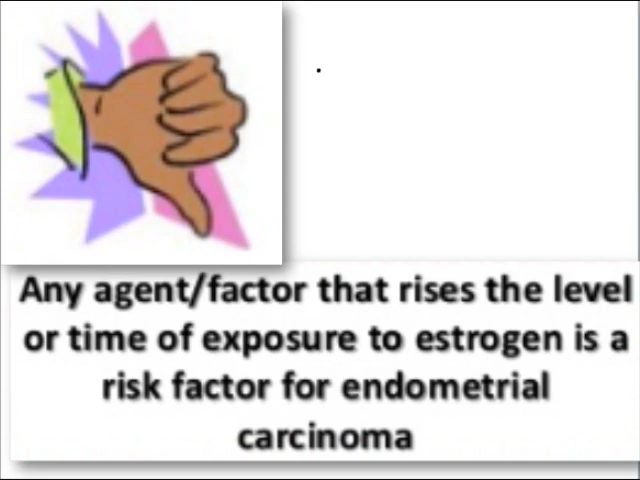 Any agent/factor that rises the level
or time of exposure to estrogen is a
risk factor for endometrial
carcinoma